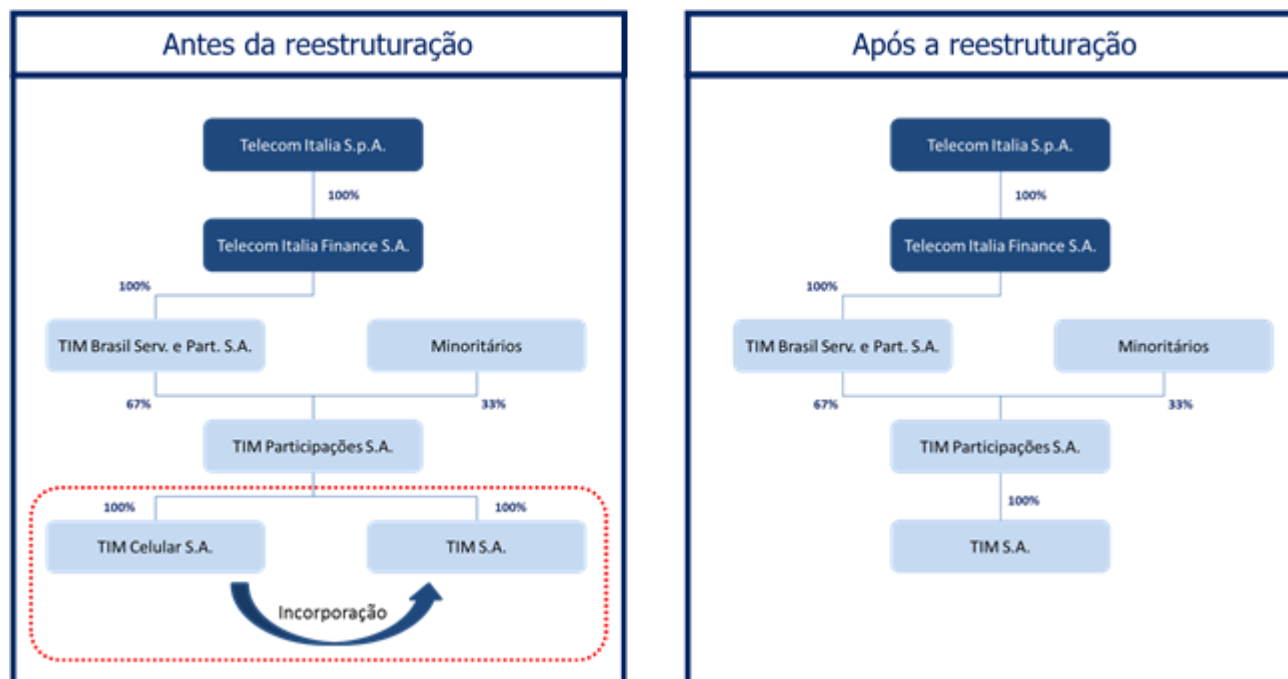 Antes da reestruturação
Telecom Italia S.p.A.
100%
Telecom Italia Finance S.A.
100%
TIM Brasil Serv. e Part. S.A.
Minoritários
67%
33%
TIM Participações S.A.
100%
100%
TIM Celular S.A.
TIM S.A.
Incorporação
Após a reestruturação
Telecom Italia S.p.A.
100%
Telecom Italia Finance S.A.
100%
TIM Brasil Serv. e Part. S.A.
Minoritários
67%
33%
TIM Participações S.A.
100%
TIM S.A.